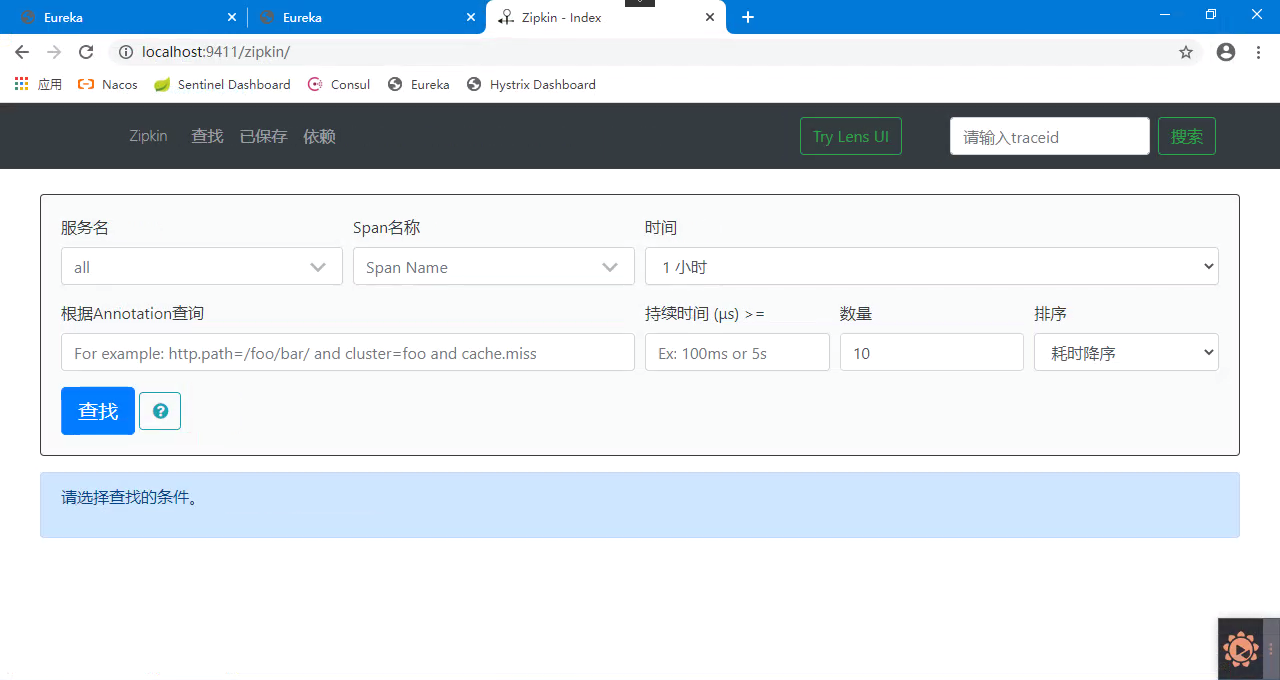 Eureka
Eureka
Zipkin - Index
localhost:9411/zipkin/
应用 Nacos Sentinel Dashboard Consul Eureka Hystrix Dashboard
Zipkin 查找 已保存 依赖 Try Lens UI 请输入traceid 搜索
服务名 Span名称 时间
all Span Name 1 小时
根据Annotation查询 持续时间 (μs) >= 数量 排序
For example: http.path=/foo/bar/ and cluster=foo and cache.miss Ex: 100ms or 5s 10 耗时降序
查找 ?
请选择查找的条件。